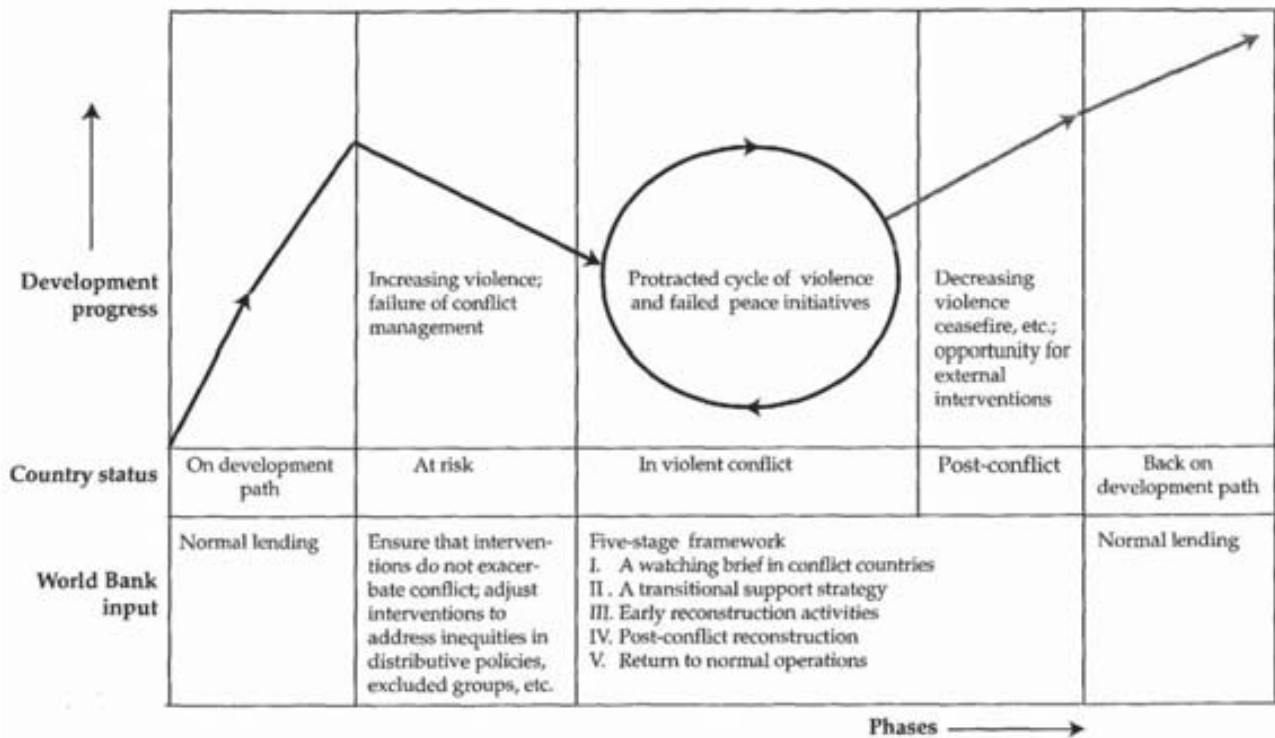 Development
progress
Increasing violence;
failure of conflict
management
Protracted cycle of violence
and failed peace initiatives
Decreasing
violence
ceasefire, etc.;
opportunity for
external
interventions
Country status
On development
path
At risk
In violent conflict
Post-conflict
Back on
development path
World Bank
input
Normal lending
Ensure that interven-
tions do not exacer-
bate conflict; adjust
interventions to
address inequities in
distributive policies,
excluded groups, etc.
Five-stage framework
I. A watching brief in conflict countries
II. A transitional support strategy
III. Early reconstruction activities
IV. Post-conflict reconstruction
V. Return to normal operations
Normal lending
Phases